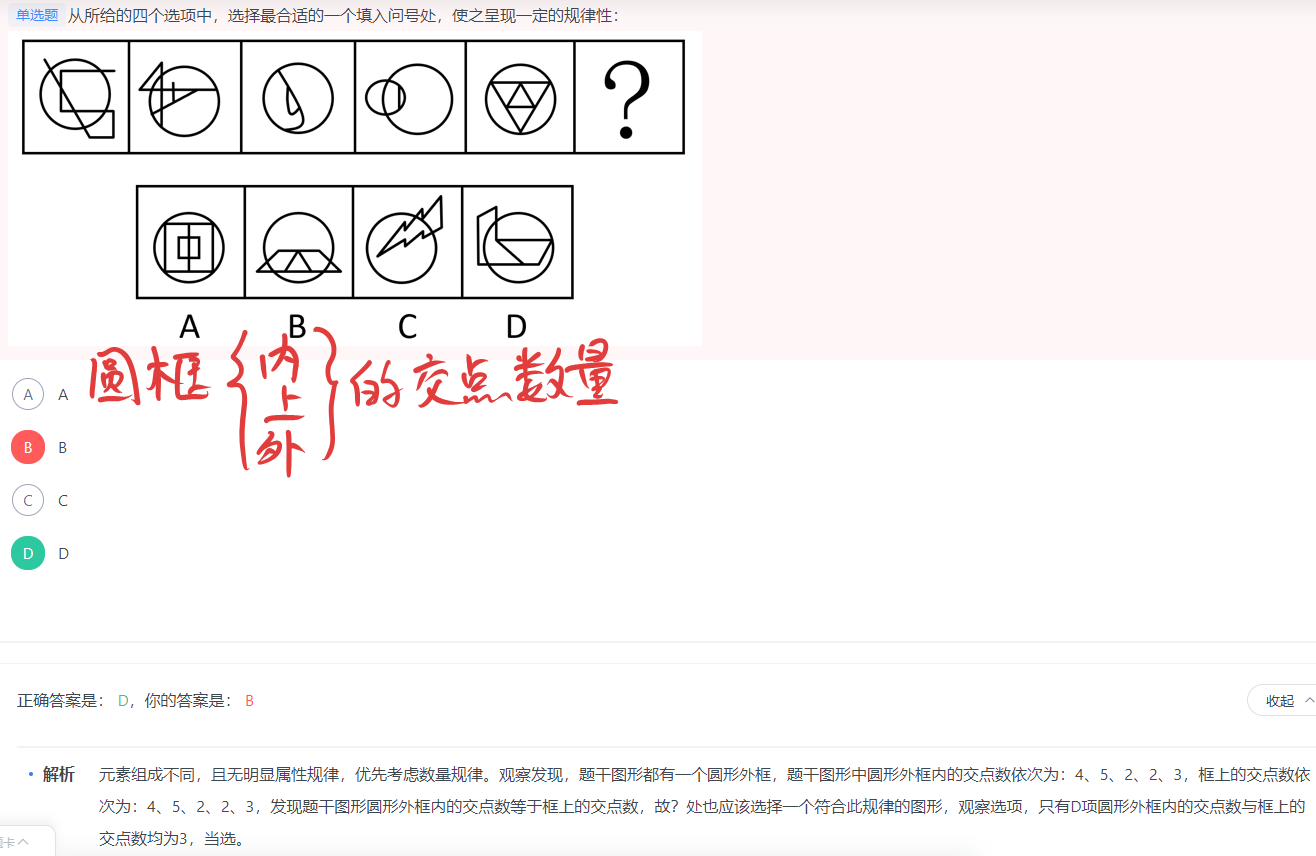 单选题 从所给的四个选项中，选择最合适的一个填入问号处，使之呈现一定的规律性：
?
A B C D
圆框{内上外}的交点数量
A A
B B
C C
D D
正确答案是： D，你的答案是： B
收起
• 解析 元素组成不同，且无明显属性规律，优先考虑数量规律。观察发现，题干图形都有一个圆形外框，题干图形中圆形外框内的交点数依次为：4、5、2、2、3，框上的交点数依
次为：4、5、2、2、3，发现题干图形圆形外框内的交点数等于框上的交点数，故？处也应该选择一个符合此规律的图形，观察选项，只有D项圆形外框内的交点数与框上的
卡
交点数均为3，当选。